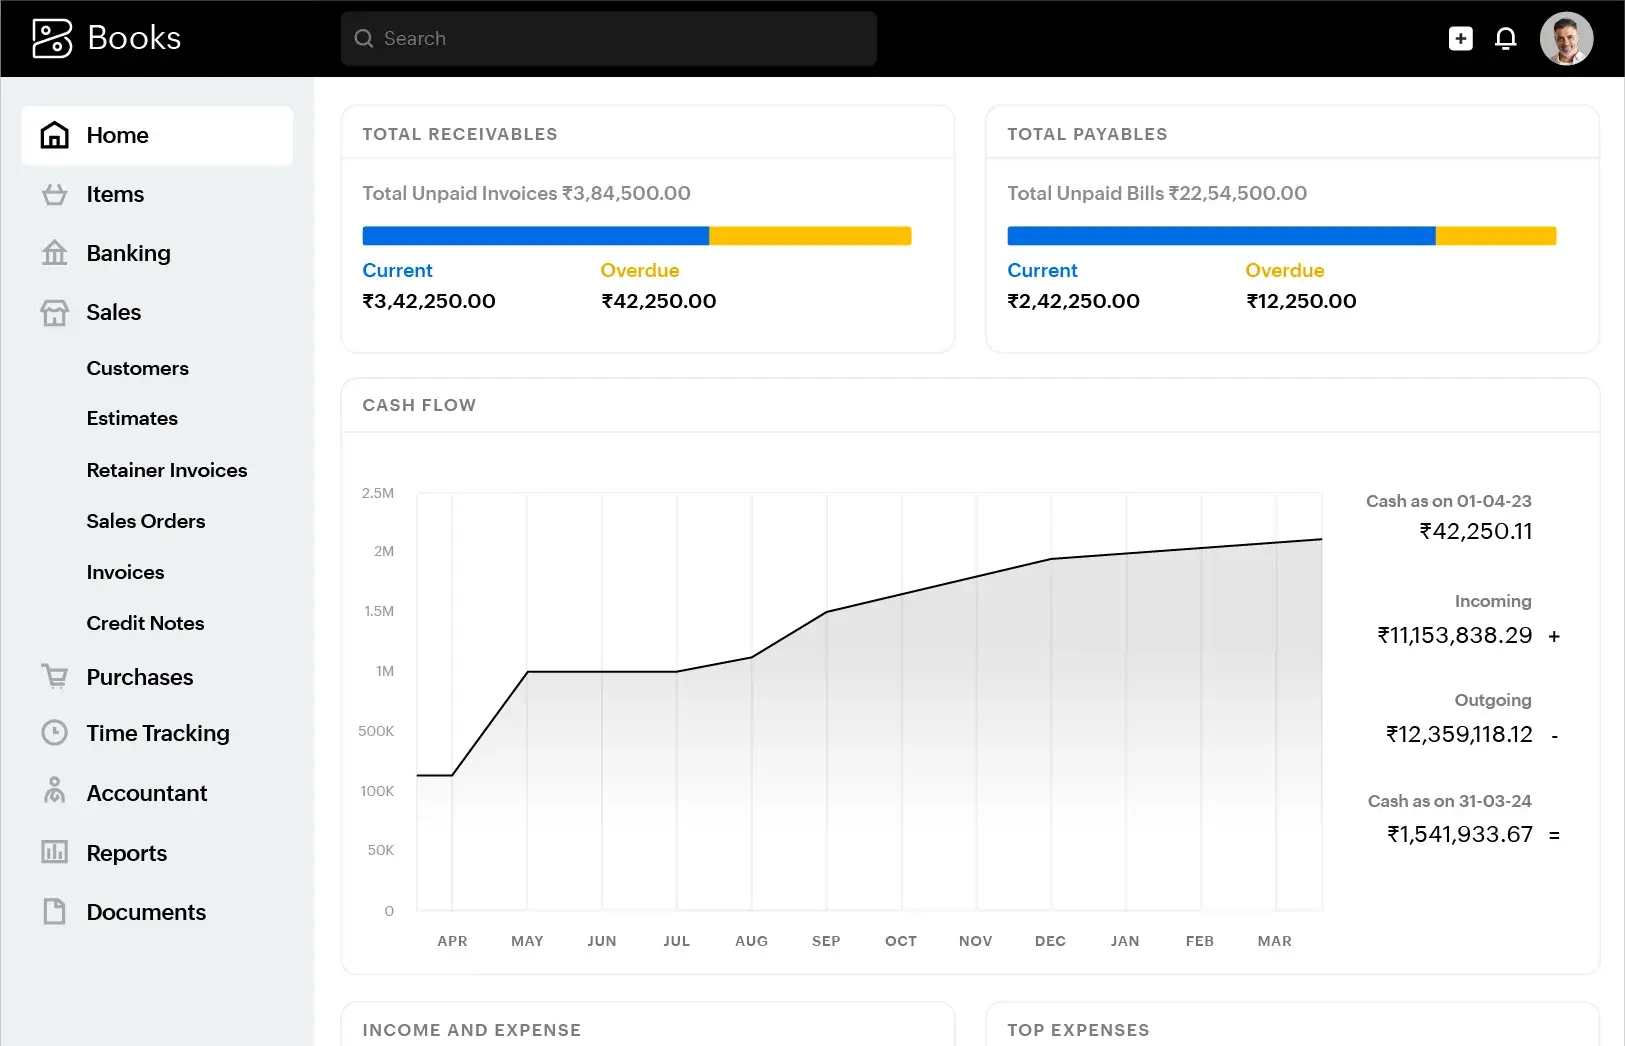 Books
Search
Home
Items
Banking
Sales
Customers
Estimates
Retainer Invoices
Sales Orders
Invoices
Credit Notes
Purchases
Time Tracking
Accountant
Reports
Documents
TOTAL RECEIVABLES
Total Unpaid Invoices ₹3,84,500.00
Current
₹3,42,250.00
Overdue
₹42,250.00
TOTAL PAYABLES
Total Unpaid Bills ₹22,54,500.00
Current
₹2,42,250.00
Overdue
₹12,250.00
CASH FLOW
2.5M
2M
1.5M
1M
500K
100K
50K
0
APR MAY JUN JUL AUG SEP OCT NOV DEC JAN FEB MAR
Cash as on 01-04-23
₹42,250.11
Incoming
₹11,153,838.29 +
Outgoing
₹12,359,118.12 -
Cash as on 31-03-24
₹1,541,933.67 =
INCOME AND EXPENSE
TOP EXPENSES